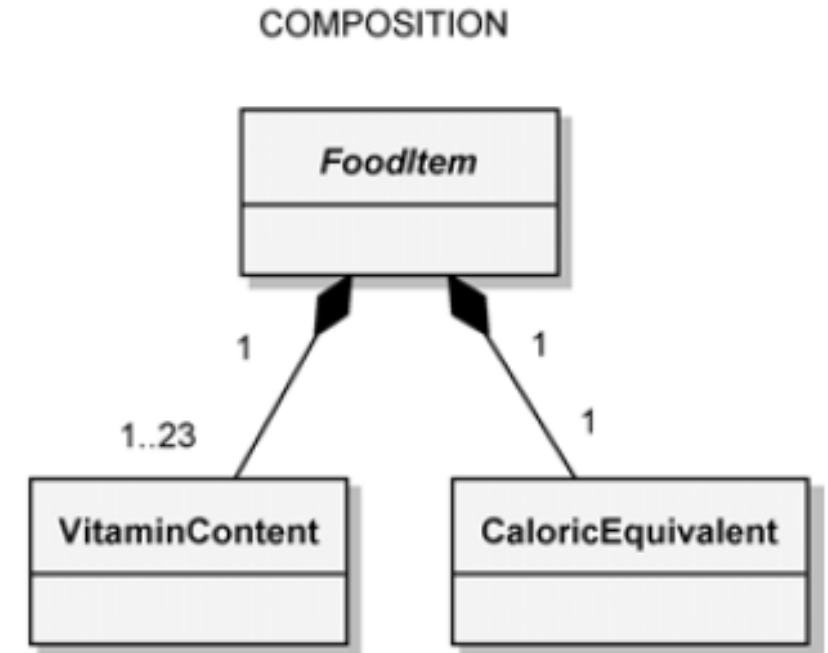 COMPOSITION
FoodItem
1
1
1..23
1
VitaminContent
CaloricEquivalent